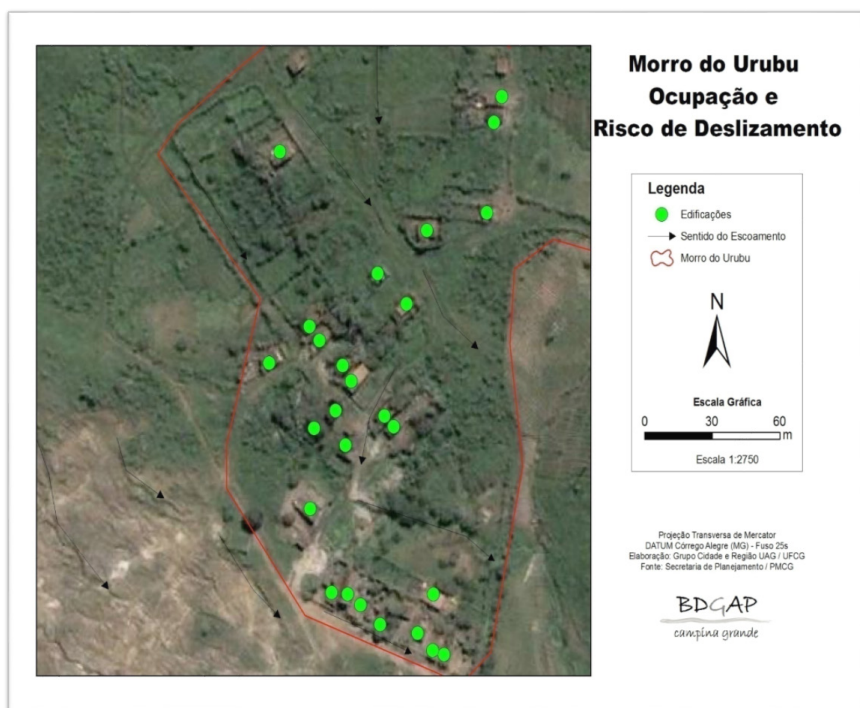 Morro do Urubu
Ocupação e
Risco de Deslizamento
Legenda
Edificações
Sentido do Escoamento
Morro do Urubu
N
Escala Gráfica
0 30 60
m
Escala 1:2750
Projeção Transversa de Mercator
DATUM Córrego Alegre (MG) - Fuso 25s
Elaboração: Grupo Cidade e Região UAG / UFCG
Fonte: Secretaria de Planejamento / PMCG
BDGAP
campina grande